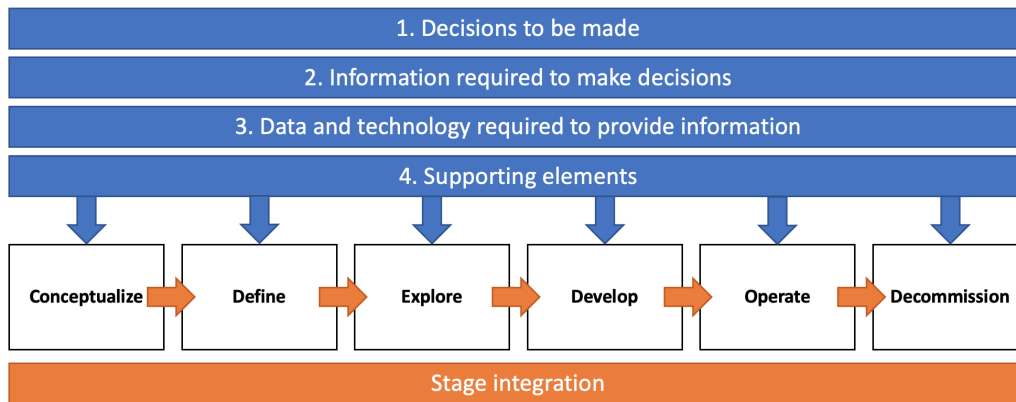 1. Decisions to be made
2. Information required to make decisions
3. Data and technology required to provide information
4. Supporting elements
Conceptualize
Define
Explore
Develop
Operate
Decommission
Stage integration